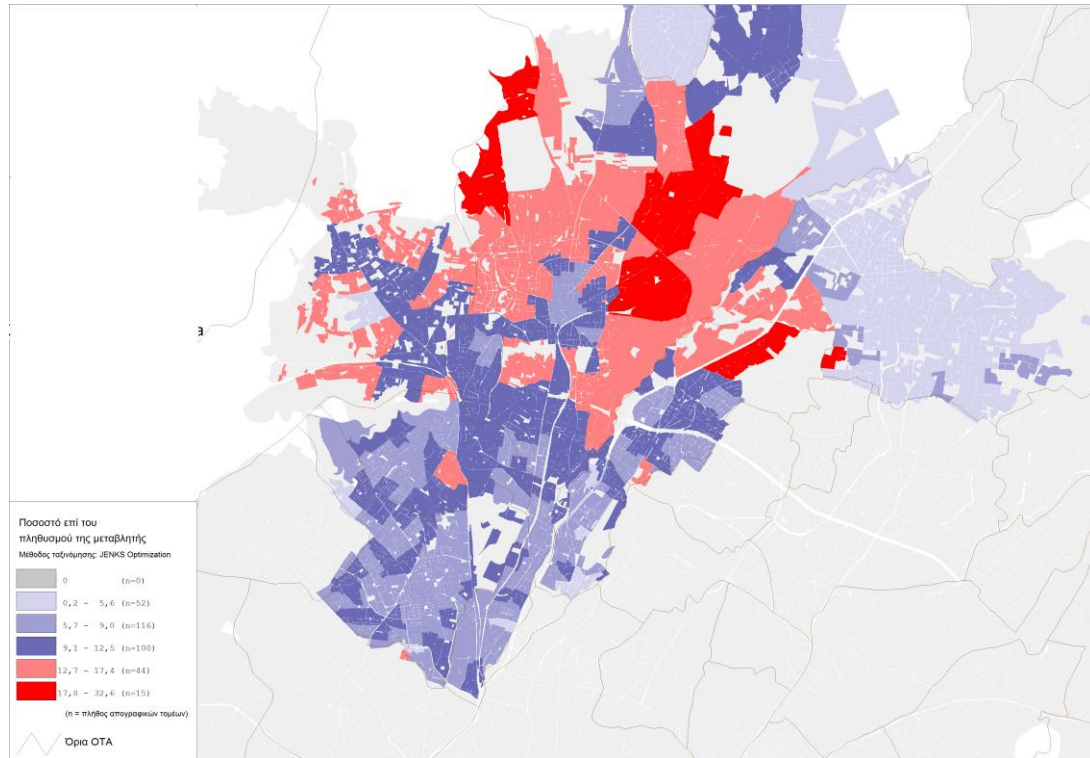 a
Ποσοστό επί του
πληθυσμού της μεταβλητής
Μέθοδος ταξινόμησης: JENKS Optimization
0 (n=0)
0,2 - 5,6 (n=52)
5,7 - 9,0 (n=116)
9,1 - 12,5 (n=100)
12,7 - 17,4 (n=44)
17,8 - 32,6 (n=15)
(n = πλήθος απογραφικών τομέων)
Όρια ΟΤΑ